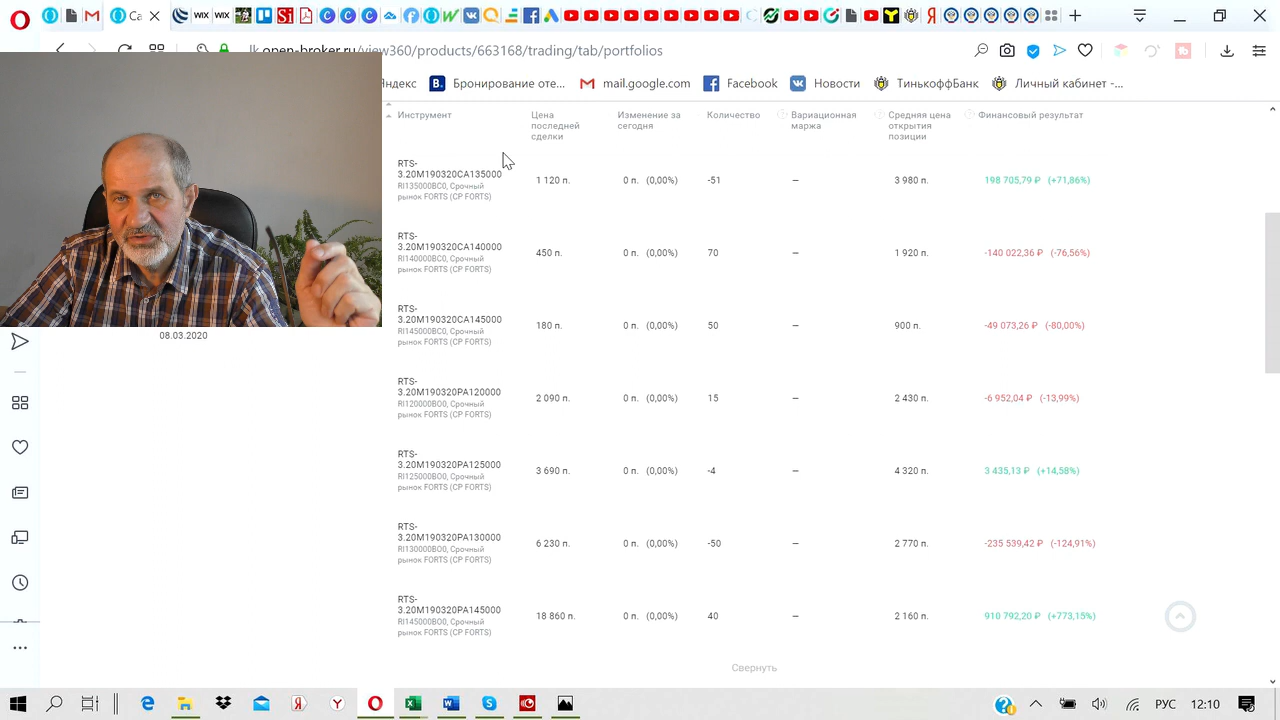 Ca
lk.open-broker.ru/view360/products/663168/trading/tab/portfolios
Индекс
Бронирование оте...
mail.google.com
Facebook
Новости
ТинькоффБанк
Личный кабинет -...
Инструмент
Цена
последней
сделки
Изменение за
сегодня
Количество
Вариационная
маржа
Средняя цена
открытия
позиции
Финансовый результат
RTS-
3.20M190320CA135000
RI135000BC0, Срочный
рынок FORTS (СР FORTS)
1 120 п.
0 п. (0,00%)
-51
—
3 980 п.
198 705,79 ₽ (+71,86%)
RTS-
3.20M190320CA140000
RI140000BC0, Срочный
рынок FORTS (СР FORTS)
450 п.
0 п. (0,00%)
70
—
1 920 п.
-140 022,36 ₽ (-76,56%)
RTS-
3.20M190320CA145000
RI145000BC0, Срочный
рынок FORTS (СР FORTS)
180 п.
0 п. (0,00%)
50
—
900 п.
-49 073,26 ₽ (-80,00%)
RTS-
3.20M190320PA120000
RI120000BO0, Срочный
рынок FORTS (СР FORTS)
2 090 п.
0 п. (0,00%)
15
—
2 430 п.
-6 952,04 ₽ (-13,99%)
RTS-
3.20M190320PA125000
RI125000BO0, Срочный
рынок FORTS (СР FORTS)
3 690 п.
0 п. (0,00%)
-4
—
4 320 п.
3 435,13 ₽ (+14,58%)
RTS-
3.20M190320PA130000
RI130000BO0, Срочный
рынок FORTS (СР FORTS)
6 230 п.
0 п. (0,00%)
-50
—
2 770 п.
-235 539,42 ₽ (-124,91%)
RTS-
3.20M190320PA145000
RI145000BO0, Срочный
рынок FORTS (СР FORTS)
18 860 п.
0 п. (0,00%)
40
—
2 160 п.
910 792,20 ₽ (+773,15%)
Свернуть
08.03.2020
РУС
12:10